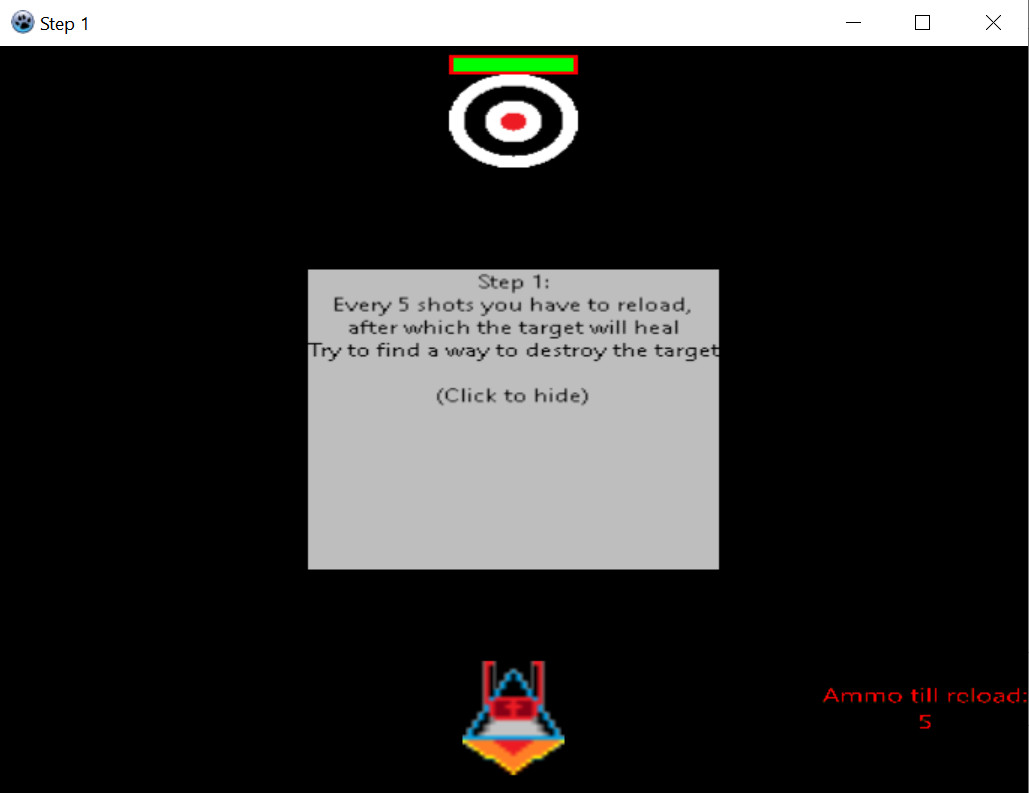 Step 1
Step 1:
Every 5 shots you have to reload,
after which the target will heal
Try to find a way to destroy the target
(Click to hide)
Ammo till reload:
5